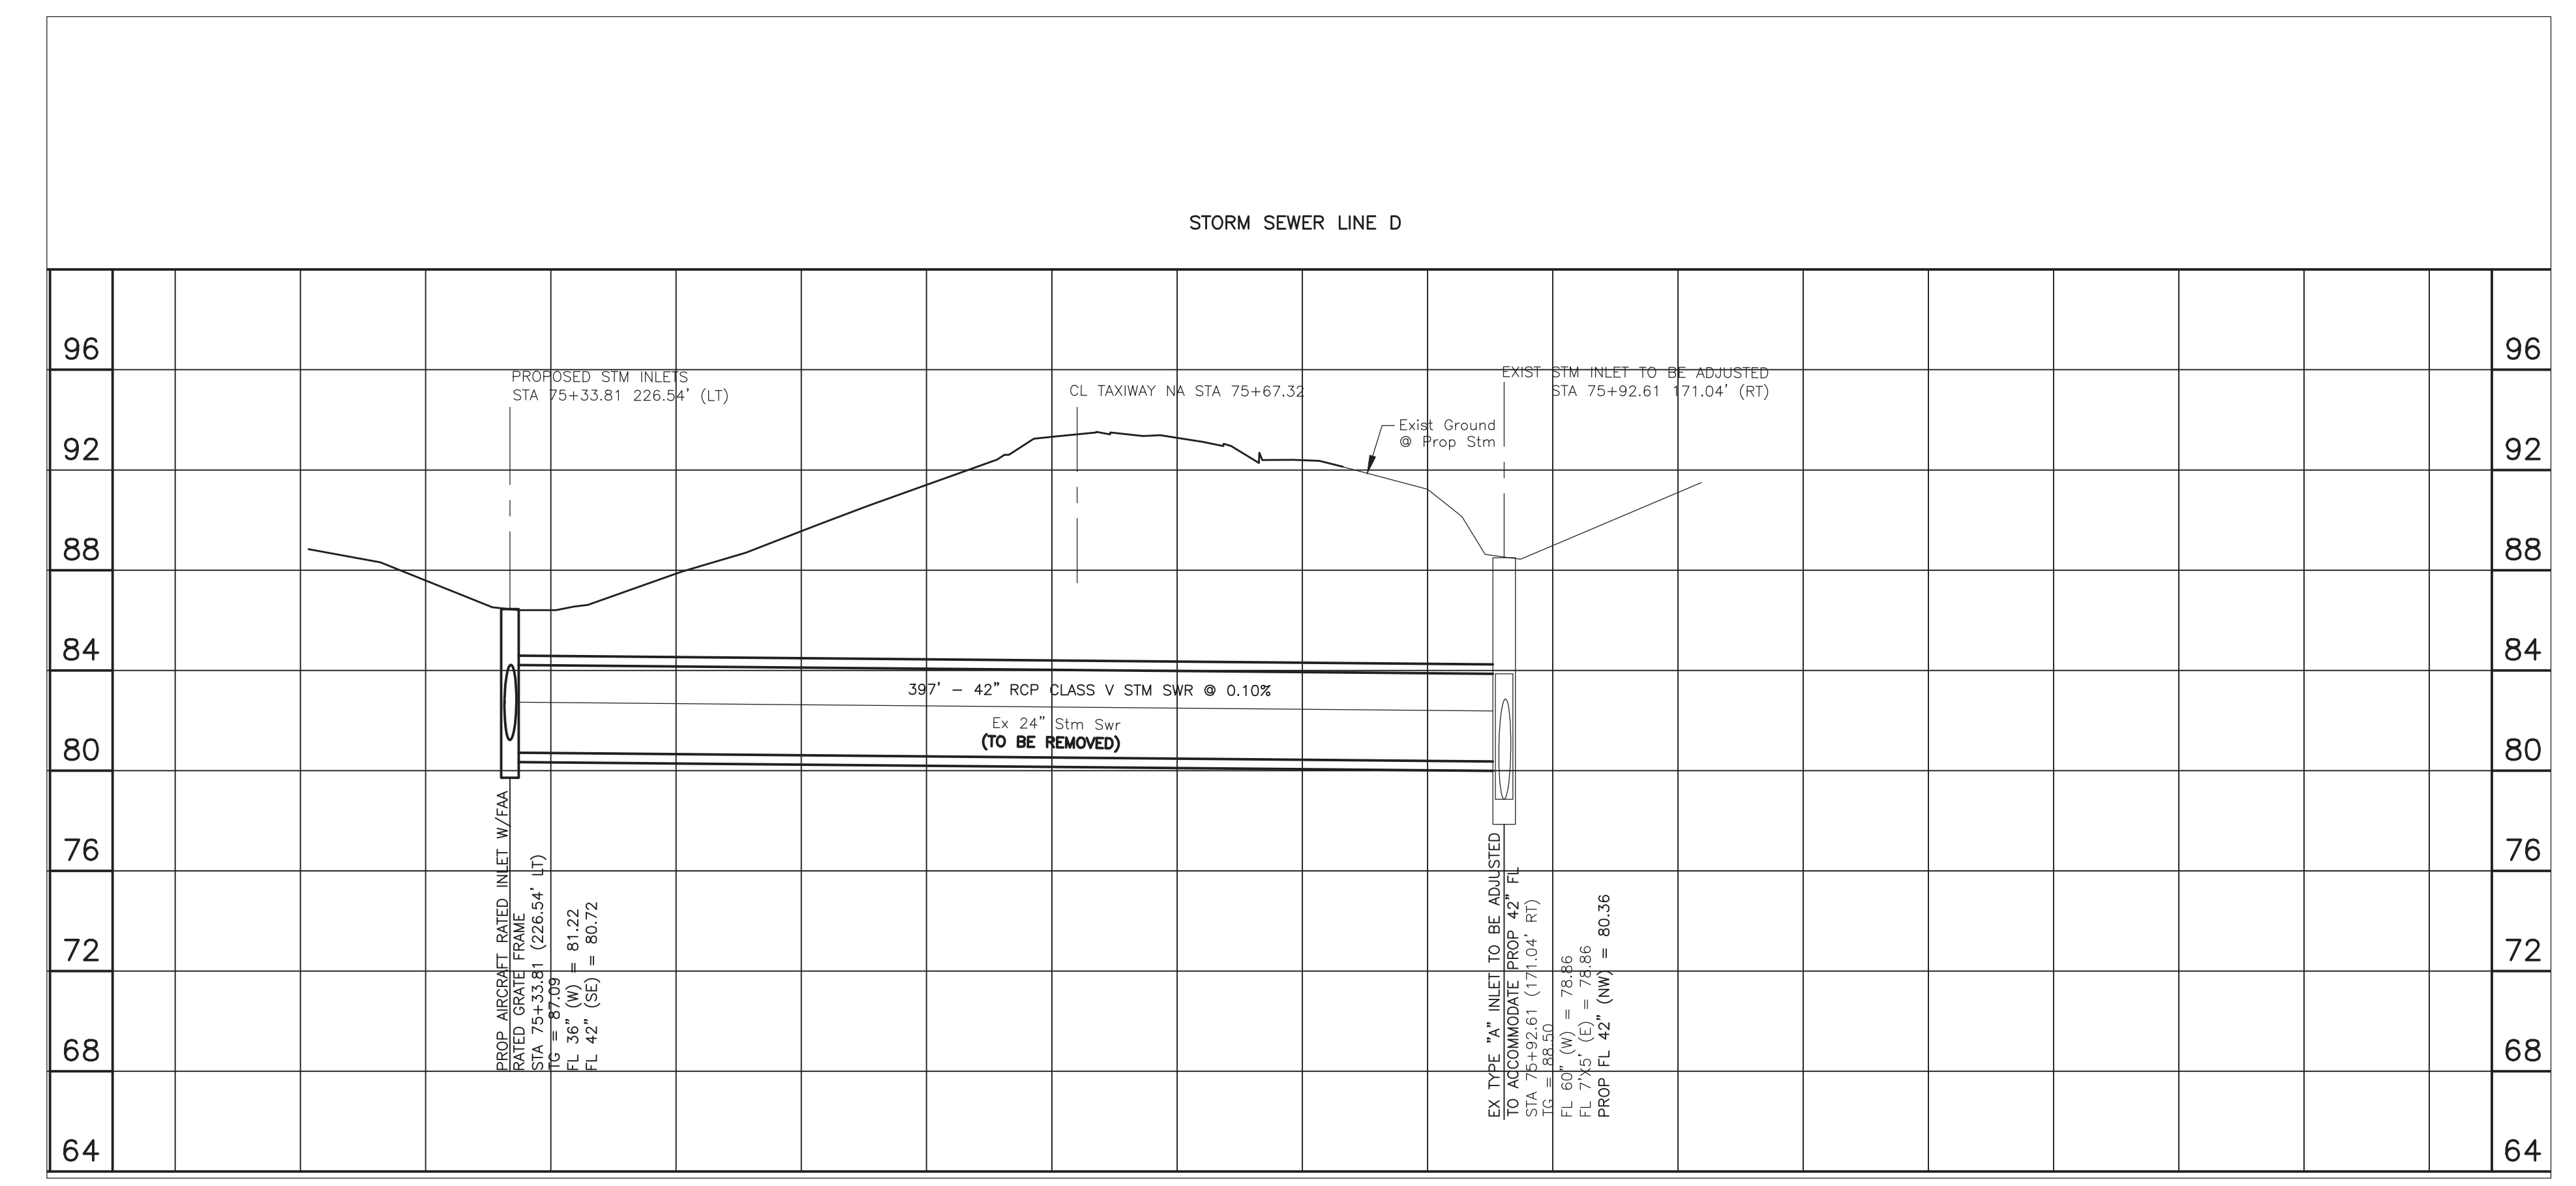 STORM SEWER LINE D
96
96
PROPOSED STM INLETS
STA 75+33.81 226.54' (LT)
CL TAXIWAY NA STA 75+67.32
EXIST STM INLET TO BE ADJUSTED
STA 75+92.61 171.04' (RT)
Exist Ground
@ Prop Stm
92
92
88
88
84
84
397' - 42" RCP CLASS V STM SWR @ 0.10%
Ex 24" Stm Swr
(TO BE REMOVED)
80
80
76
76
72
72
68
68
64
64
PROP AIRCRAFT RATED INLET W/FAA
RATED GRATE FRAME
STA 75+33.81 (226.54' LT)
TG = 87.09
FL 36" (W) = 81.22
FL 42" (SE) = 80.72
EX TYPE "A" INLET TO BE ADJUSTED
TO ACCOMMODATE PROP 42" FL
STA 75+92.61 (171.04' RT)
TG = 88.50
FL 60" (W) = 78.86
FL 7'X5' (E) = 78.86
PROP FL 42" (NW) = 80.36